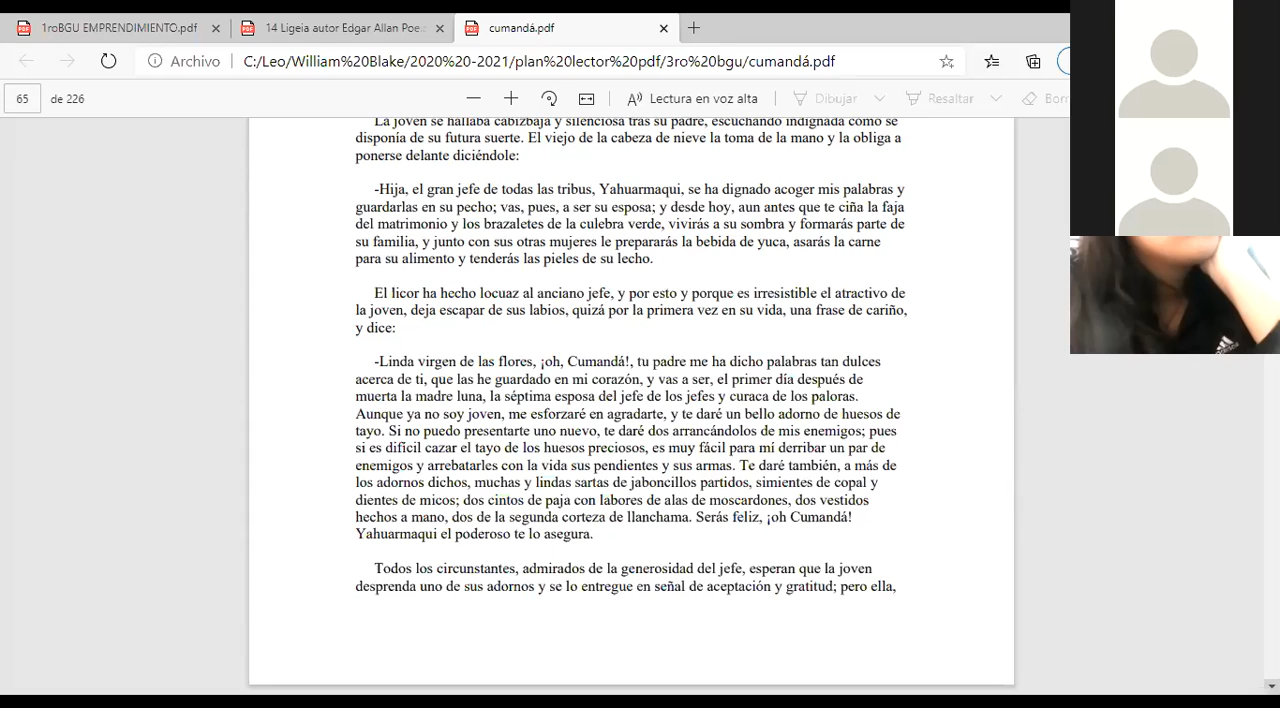 1roBGU EMPRENDIMIENTO.pdf
14 Ligeia autor Edgar Allan Poe.
cumandá.pdf
Archivo
C:/Leo/William%20Blake/2020%20-2021/plan%20lector%20pdf/3ro%20bgu/cumandá.pdf
65 de 226
Lectura en voz alta
Dibujar
Resaltar
Borr
La joven se hallaba cabizbaja y silenciosa tras su padre, escuchando indignada cómo se
disponía de su futura suerte. El viejo de la cabeza de nieve la toma de la mano y la obliga a
ponerse delante diciéndole:
-Hija, el gran jefe de todas las tribus, Yahuarmaqui, se ha dignado acoger mis palabras y
guardarlas en su pecho; vas, pues, a ser su esposa; y desde hoy, aun antes que te ciña la faja
del matrimonio y los brazaletes de la culebra verde, vivirás a su sombra y formarás parte de
su familia, y junto con sus otras mujeres le prepararás la bebida de yuca, asarás la carne
para su alimento y tenderás las pieles de su lecho.
El licor ha hecho locuaz al anciano jefe, y por esto y porque es irresistible el atractivo de
la joven, deja escapar de sus labios, quizá por la primera vez en su vida, una frase de cariño,
y dice:
-Linda virgen de las flores, ¡oh, Cumandá!, tu padre me ha dicho palabras tan dulces
acerca de ti, que las he guardado en mi corazón, y vas a ser, el primer día después de
muerta la madre luna, la séptima esposa del jefe de los jefes y curaca de los paloras.
Aunque ya no soy joven, me esforzaré en agradarte, y te daré un bello adorno de huesos de
tayo. Si no puedo presentarte uno nuevo, te daré dos arrancándolos de mis enemigos; pues
si es difícil cazar el tayo de los huesos preciosos, es muy fácil para mí derribar un par de
enemigos y arrebatarles con la vida sus pendientes y sus armas. Te daré también, a más de
los adornos dichos, muchas y lindas sartas de jaboncillos partidos, simientes de copal y
dientes de micos; dos cintos de paja con labores de alas de moscardones, dos vestidos
hechos a mano, dos de la segunda corteza de llanchama. Serás feliz, ¡oh Cumandá!
Yahuarmaqui el poderoso te lo asegura.
Todos los circunstantes, admirados de la generosidad del jefe, esperan que la joven
desprenda uno de sus adornos y se lo entregue en señal de aceptación y gratitud; pero ella,